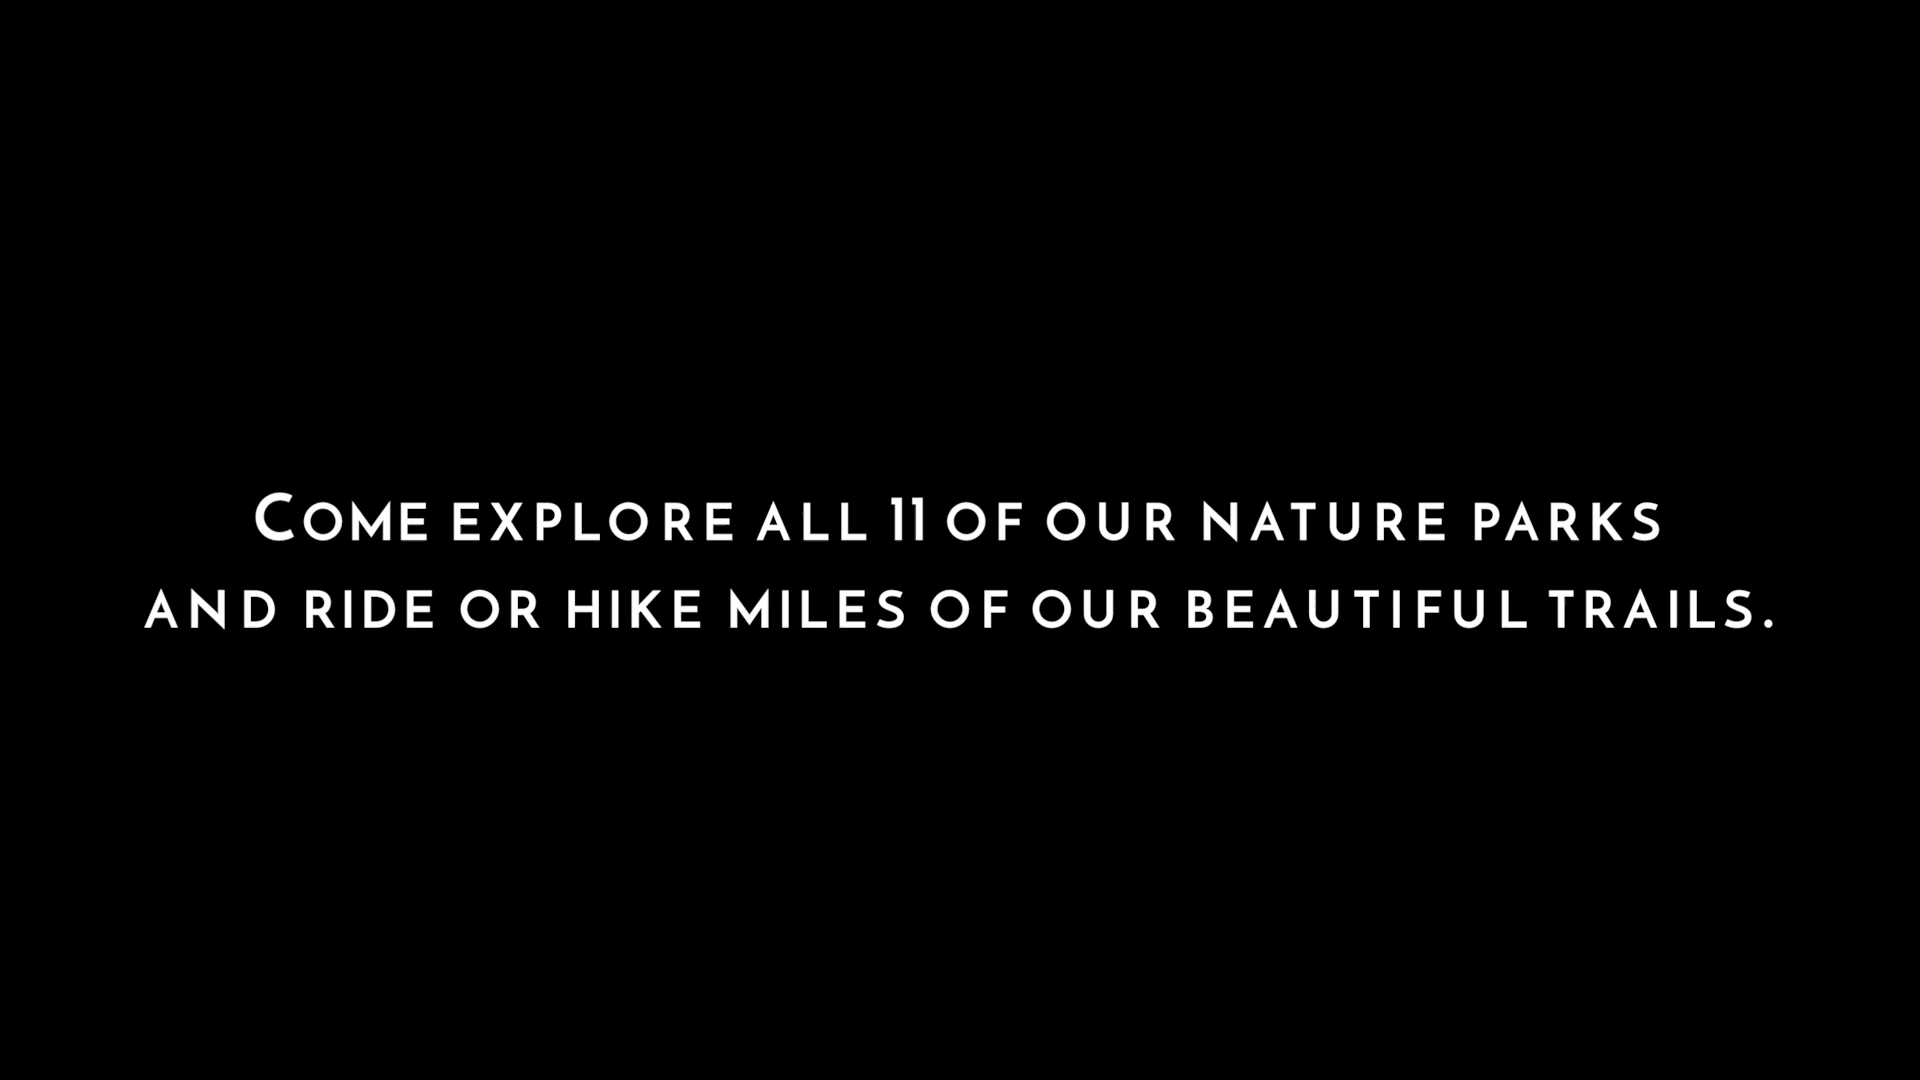 Come explore all 11 of our nature parks
and ride or hike miles of our beautiful trails.